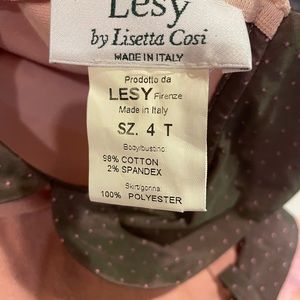 Lesy
by Lisetta Cosi
MADE IN ITALY
Prodotto da
LESY Firenze
Made in Italy
SZ. 4 T
Body/bustino:
98% COTTON
2% SPANDEX
Skirt/gonna:
100% POLYESTER